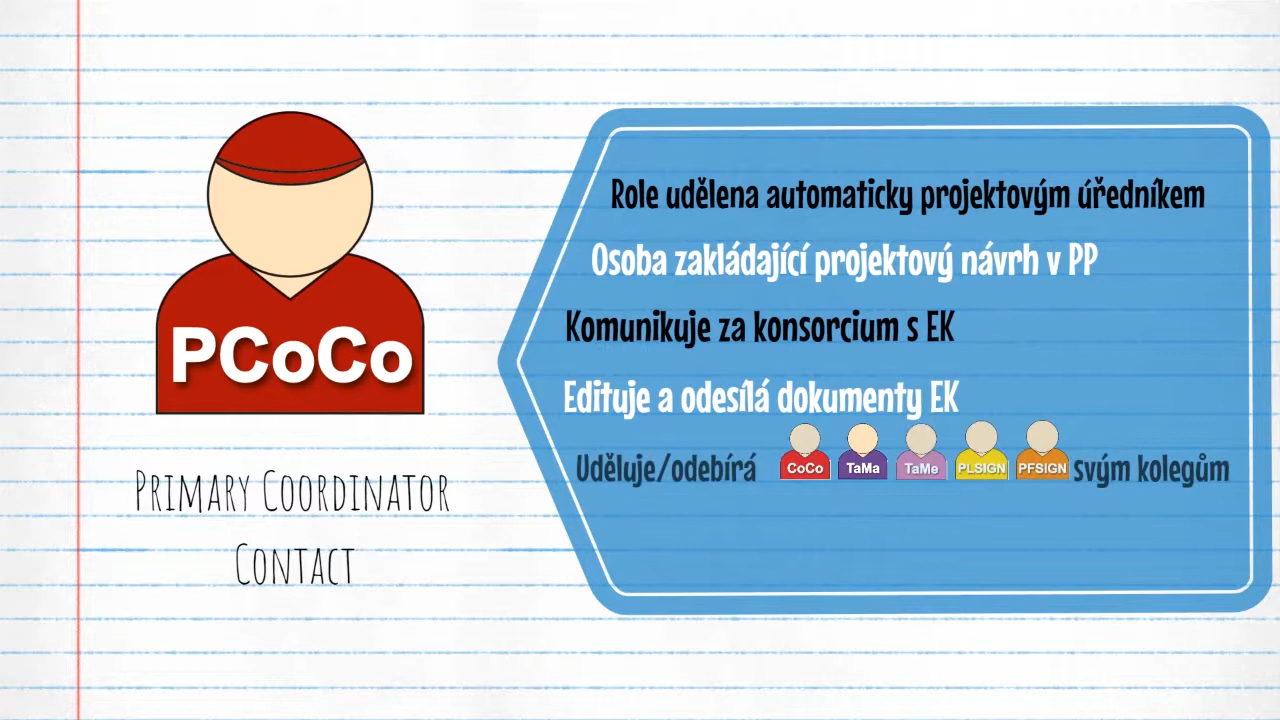 PCoCo
Primary Coordinator
Contact
Role udělena automaticky projektovým úředníkem
Osoba zakládající projektový návrh v PP
Komunikuje za konsorcium s EK
Edituje a odesílá dokumenty EK
Uděluje/odebírá CoCo TaMa TaMe PLSIGN PFSIGN svým kolegům